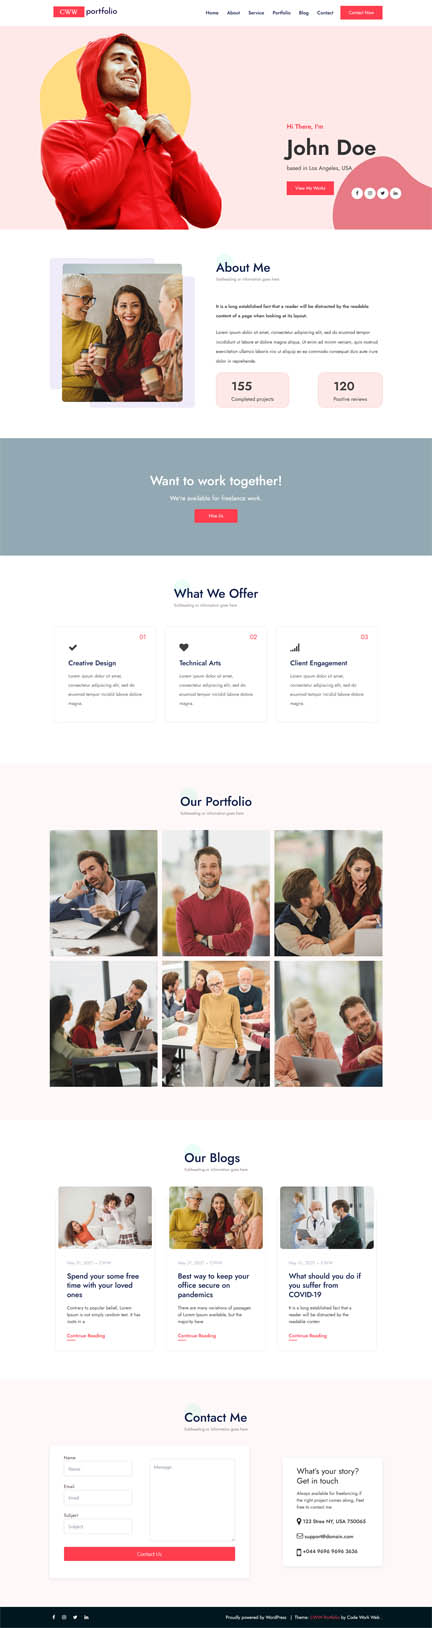 CWW portfolio
Home About Service Portfolio Blog Contact Contact Now
Hi There, I'm
John Doe
based in Los Angeles, USA
View My Works
About Me
Subheading or information goes here
It is a long established fact that a reader will be distracted by the readable
content of a page when looking at its layout.
Lorem ipsum dolor sit amet, consectetur adipiscing elit, sed do eiusmod tempor
incididunt ut labore et dolore magna aliqua. Ut enim ad minim veniam, quis nostrud
exercitation ullamco laboris nisi ut aliquip ex ea commodo consequat duis aute irure
dolor in reprehenderit.
155
Completed projects
120
Positive reviews
Want to work together!
We're available for freelance work.
Hire Us
What We Offer
Subheading or information goes here
01
Creative Design
Lorem ipsum dolor sit amet,
consectetur adipiscing elit, sed do
eiusmod tempor incidid labore dolore
magna.
02
Technical Arts
Lorem ipsum dolor sit amet,
consectetur adipiscing elit, sed do
eiusmod tempor incidid labore dolore
magna.
03
Client Engagement
Lorem ipsum dolor sit amet,
consectetur adipiscing elit, sed do
eiusmod tempor incidid labore dolore
magna.
Our Portfolio
Subheading or information goes here
Our Blogs
Subheading or information goes here
May 31, 2021 - CWW
Spend your some free
time with your loved
ones
Contrary to popular belief, Lorem
Ipsum is not simply random text. It has
roots in a
Continue Reading
May 31, 2021 - CWW
Best way to keep your
office secure on
pandemics
There are many variations of passages
of Lorem Ipsum available, but the
majority have
Continue Reading
May 31, 2021 - CWW
What should you do if
you suffer from
COVID-19
It is a long established fact that a
reader will be distracted by the
readable conten
Continue Reading
Contact Me
Subheading or information goes here
Name
Name
Email
Email
Subject
Subject
Message
Contact Us
What's your story?
Get in touch
Always available for freelancing if
the right project comes along, Feel
free to contact me.
123 Stree NY, USA 750065
support@domain.com
+044 9696 9696 3636
Proudly powered by WordPress | Theme: CWW Portfolio by Code Work Web .